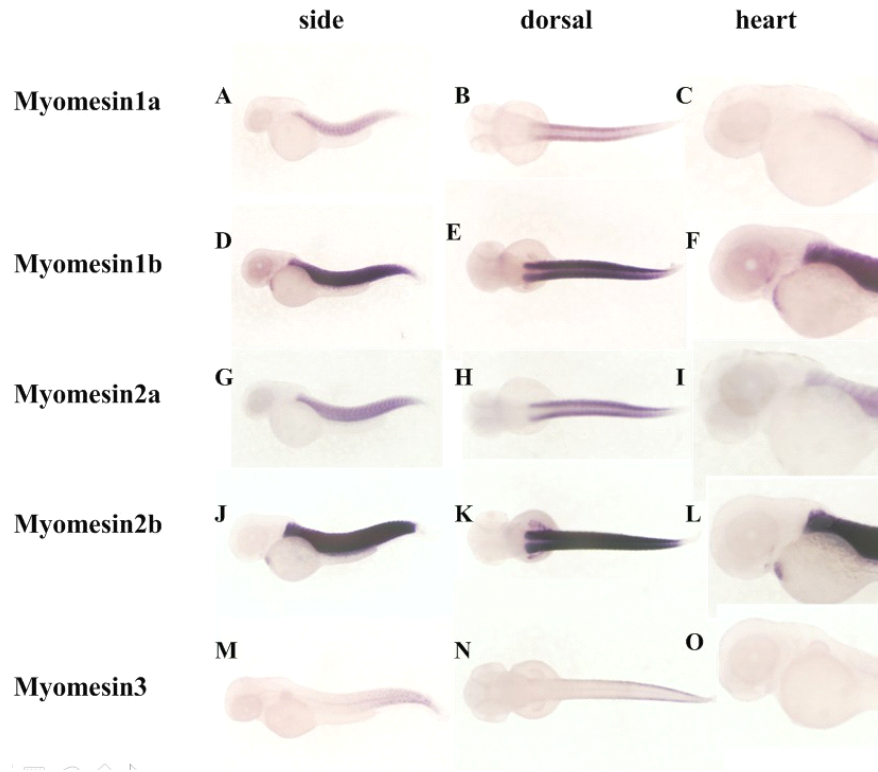 side dorsal heart
Myomesin1a A B C
Myomesin1b D E F
Myomesin2a G H I
Myomesin2b J K L
Myomesin3 M N O